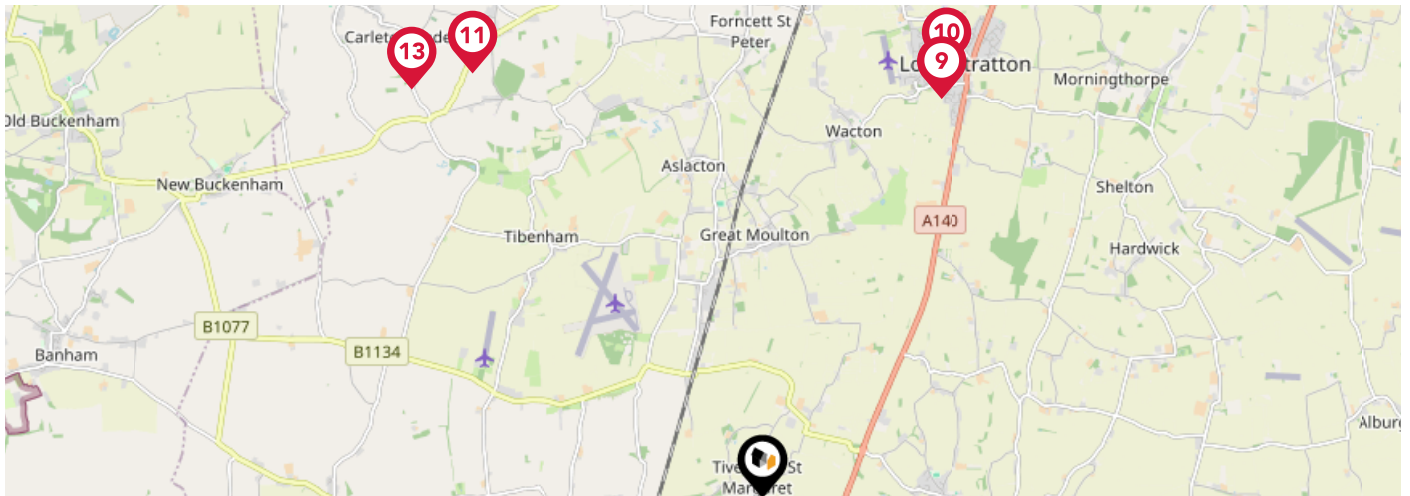 Forncett St
Peter
13
11
10
9
Morningthorpe
Old Buckenham
Wacton
Aslacton
New Buckenham
Shelton
A140
Tibenham
Great Moulton
Hardwick
B1077
B1134
Banham
St